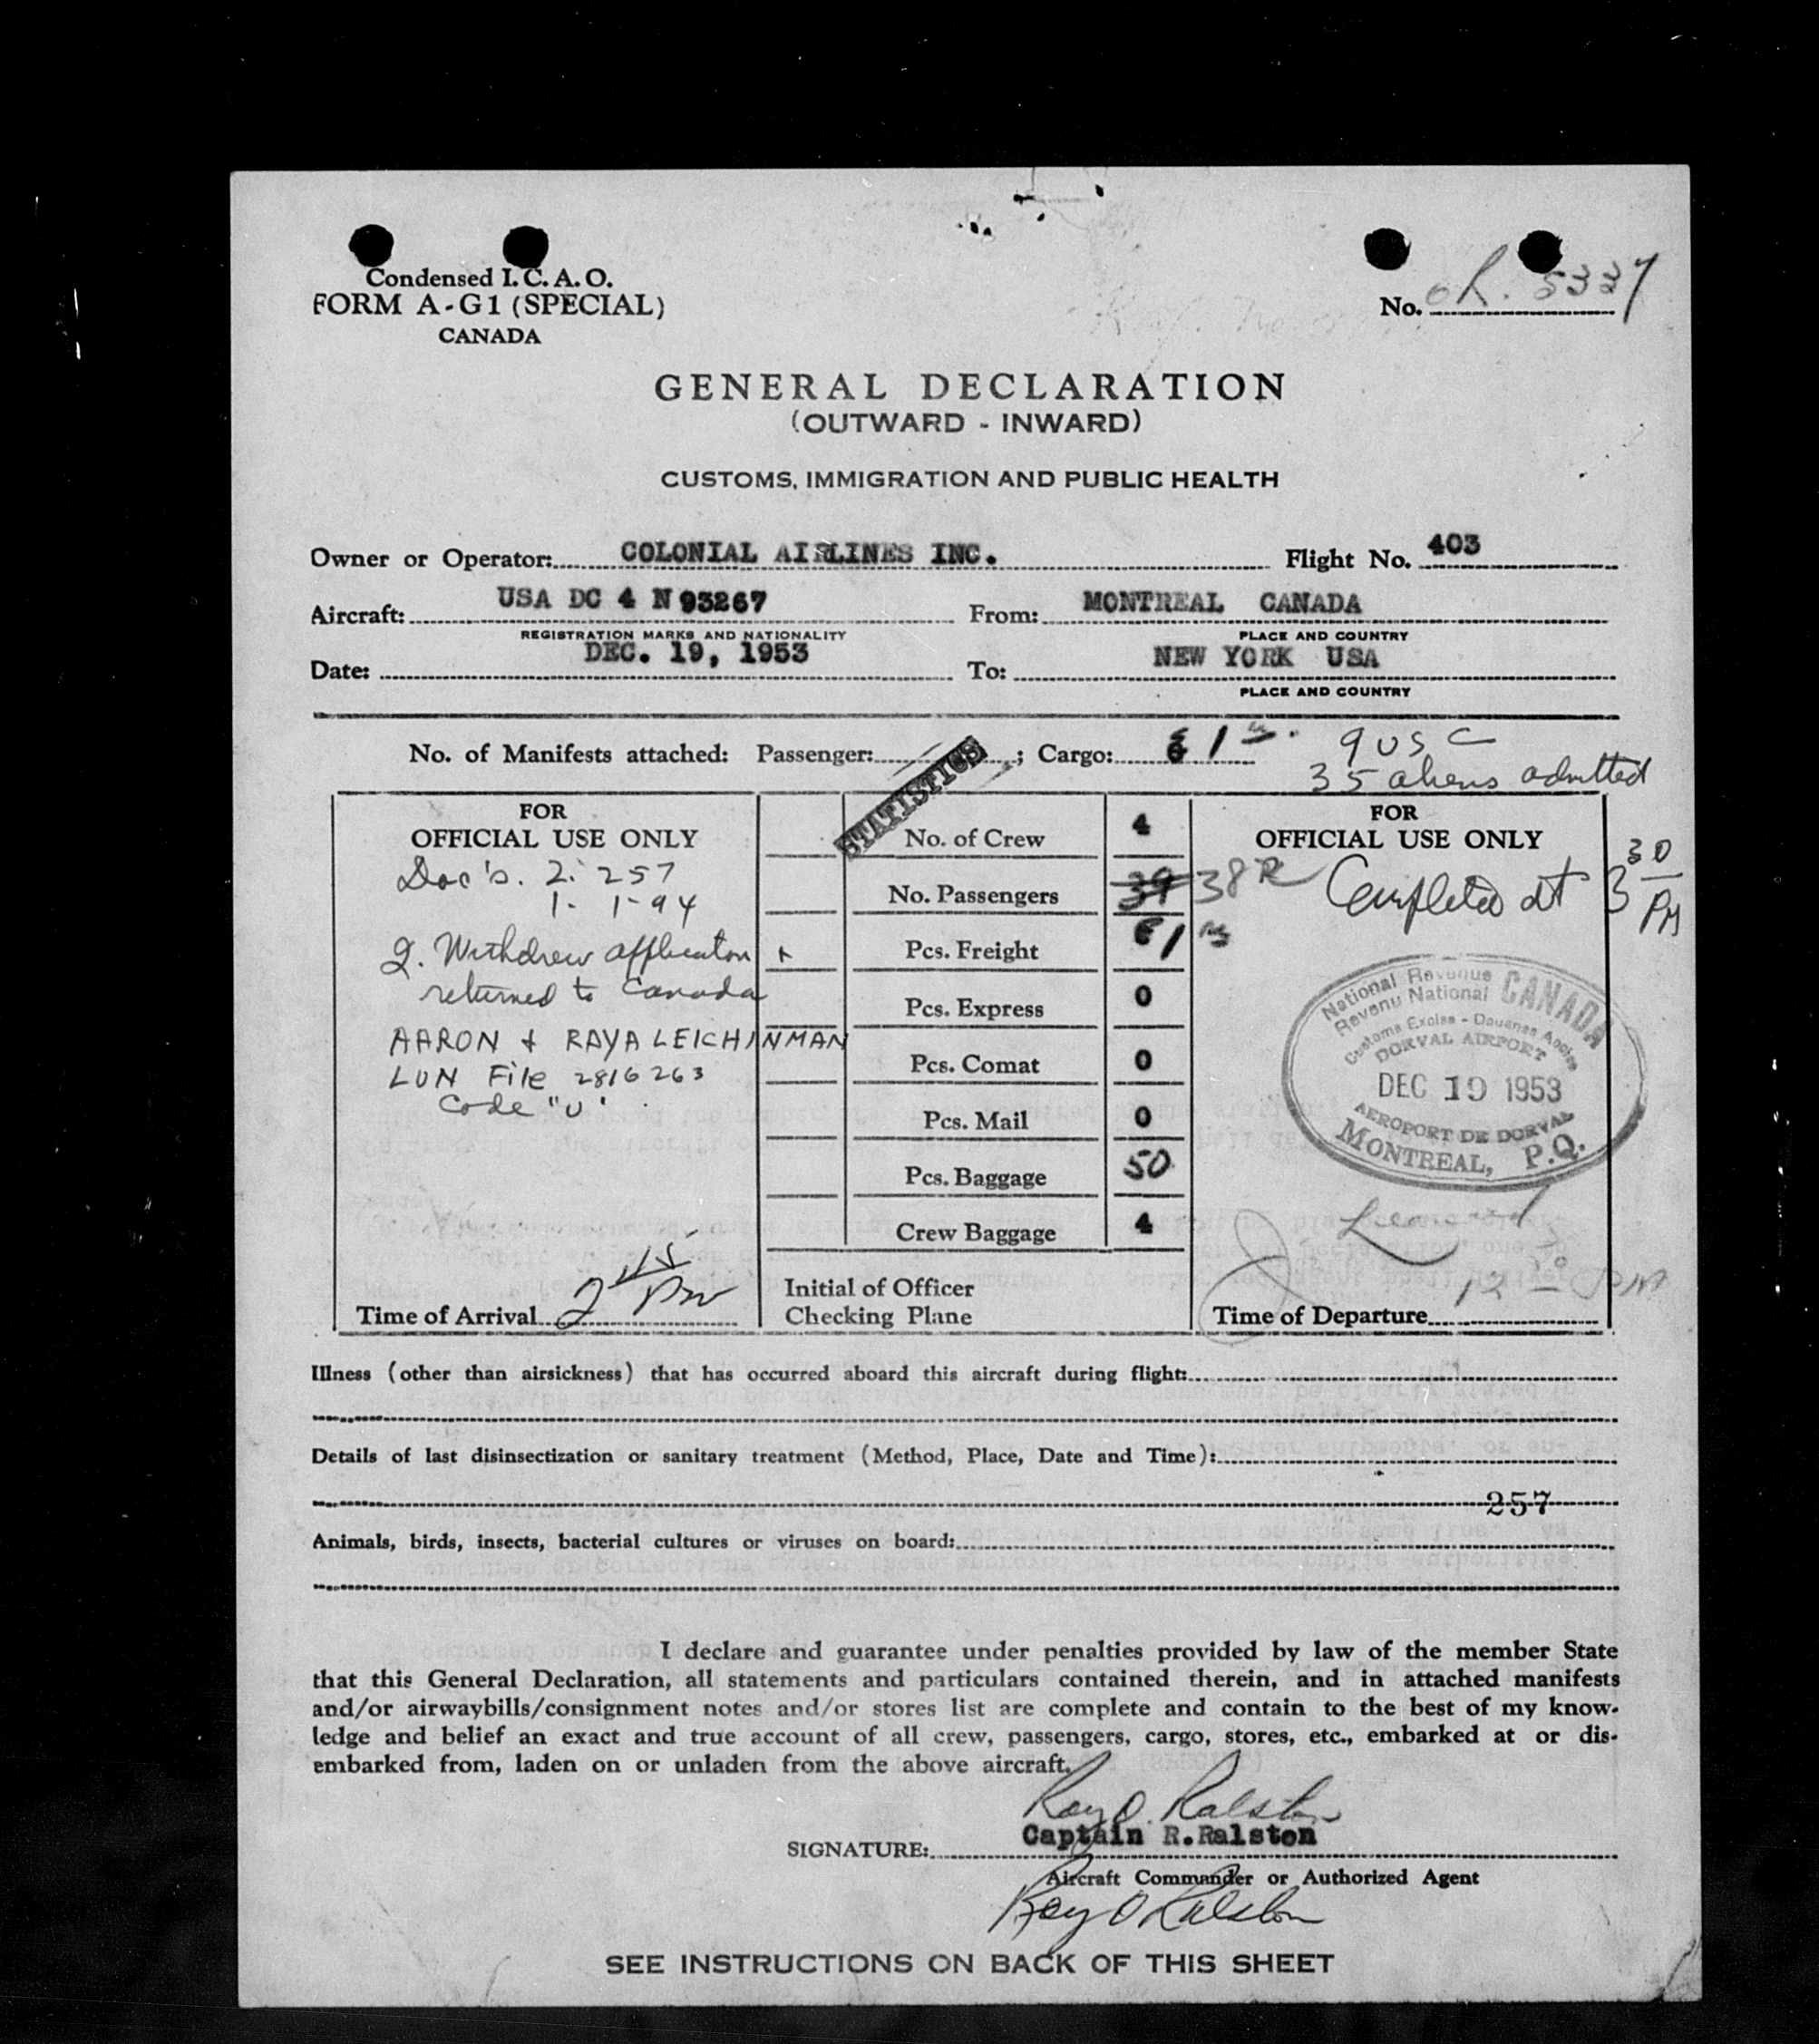 Condensed I. C. A. O.
FORM A-G1 (SPECIAL)
CANADA
No. 5337
GENERAL DECLARATION
(OUTWARD - INWARD)
CUSTOMS, IMMIGRATION AND PUBLIC HEALTH
Owner or Operator: COLONIAL AIRLINES INC. Flight No. 403
Aircraft: USA DC 4 N 93267 From: MONTREAL CANADA
REGISTRATION MARKS AND NATIONALITY PLACE AND COUNTRY
Date: DEC. 19, 1953 To: NEW YORK USA
PLACE AND COUNTRY
No. of Manifests attached: Passenger: ; Cargo: 1
9 USC
35 aliens admitted
STATISTICS
FOR
OFFICIAL USE ONLY
Doc's. 2. 257
1- 1-94
2. Withdrew application
returned to Canada
AARON + RAYA LEICHINMAN
LUN File 2816263
Code "U"
Time of Arrival 2 45 PM
No. of Crew 4
No. Passengers 39 38
Pcs. Freight 1
Pcs. Express 0
Pcs. Comat 0
Pcs. Mail 0
Pcs. Baggage 50
Crew Baggage 4
Initial of Officer
Checking Plane
FOR
OFFICIAL USE ONLY
Completed at 3 30 PM
National Revenue CANADA
Revenu National
Customs Excise - Douanes Accise
DORVAL AIRPORT
DEC 19 1953
AEROPORT DE DORVAL
MONTREAL, P.Q.
Time of Departure 12 30 PM
Illness (other than airsickness) that has occurred aboard this aircraft during flight:
Details of last disinsectization or sanitary treatment (Method, Place, Date and Time):
257
Animals, birds, insects, bacterial cultures or viruses on board:
I declare and guarantee under penalties provided by law of the member State
that this General Declaration, all statements and particulars contained therein, and in attached manifests
and/or airwaybills/consignment notes and/or stores list are complete and contain to the best of my know-
ledge and belief an exact and true account of all crew, passengers, cargo, stores, etc., embarked at or dis-
embarked from, laden on or unladen from the above aircraft.
Roy O. Ralston
SIGNATURE: Captain R.Ralston
Aircraft Commander or Authorized Agent
Roy O Ralston
SEE INSTRUCTIONS ON BACK OF THIS SHEET